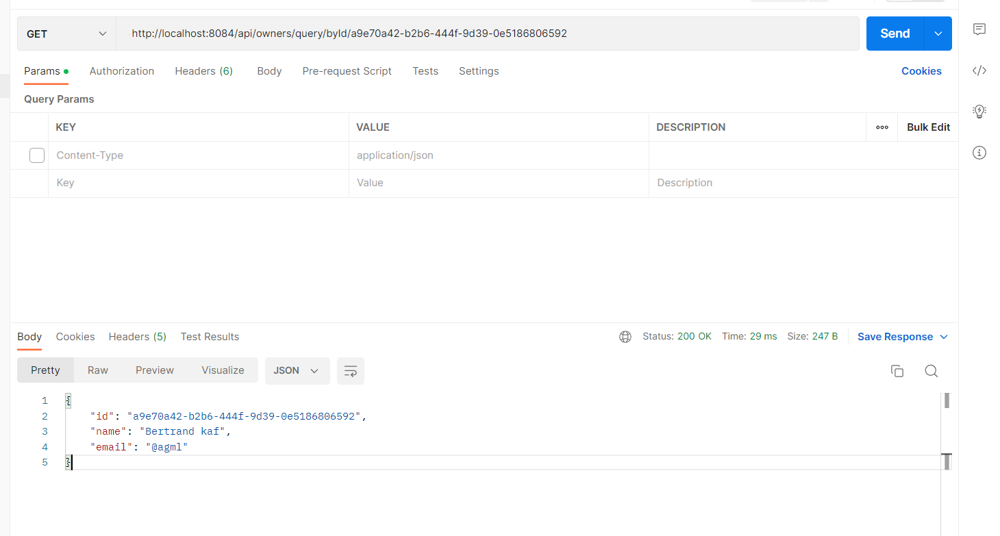 GET http://localhost:8084/api/owners/query/byId/a9e70a42-b2b6-444f-9d39-0e5186806592 Send
Params Authorization Headers (6) Body Pre-request Script Tests Settings Cookies
Query Params
KEY VALUE DESCRIPTION Bulk Edit
Content-Type application/json
Key Value Description
Body Cookies Headers (5) Test Results Status: 200 OK Time: 29 ms Size: 247 B Save Response
Pretty Raw Preview Visualize JSON
1 {
2 "id": "a9e70a42-b2b6-444f-9d39-0e5186806592",
3 "name": "Bertrand kaf",
4 "email": "@agml"
5 }